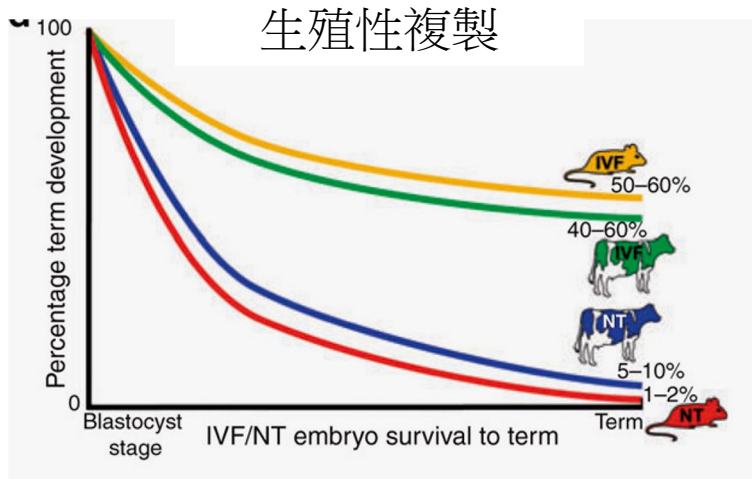 生殖性複製
100
Percentage term development
IVF
50–60%
40–60%
IVF
NT
5–10%
1–2%
0
Blastocyst
stage
IVF/NT embryo survival to term
Term
NT